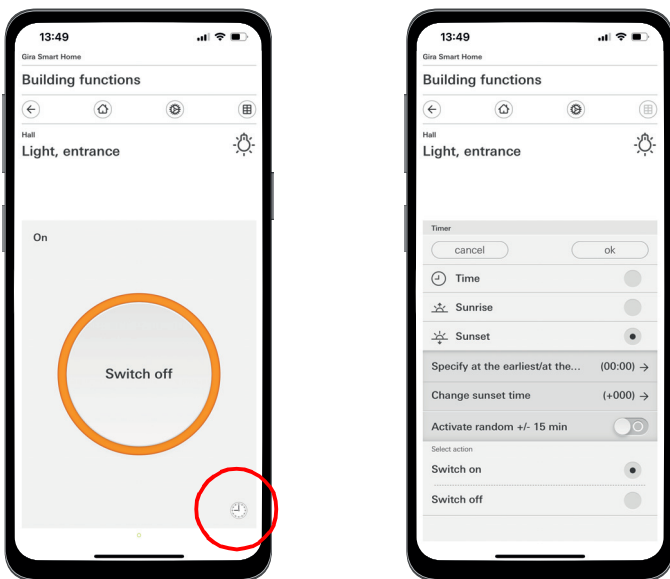 13:49
Gira Smart Home
Building functions
Hall
Light, entrance
On
Switch off
13:49
Gira Smart Home
Building functions
Hall
Light, entrance
Timer
cancel ok
Time
Sunrise
Sunset
Specify at the earliest/at the... (00:00)
Change sunset time (+000)
Activate random +/- 15 min
Select action
Switch on
Switch off